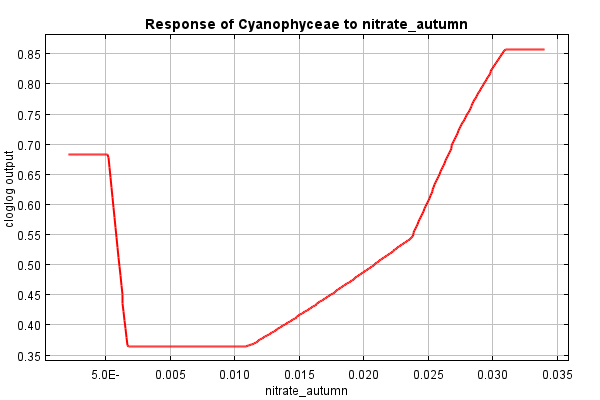 Response of Cyanophyceae to nitrate_autumn
cloglog output
0.85
0.80
0.75
0.70
0.65
0.60
0.55
0.50
0.45
0.40
0.35
5.0E- 0.005 0.010 0.015 0.020 0.025 0.030 0.035
nitrate_autumn